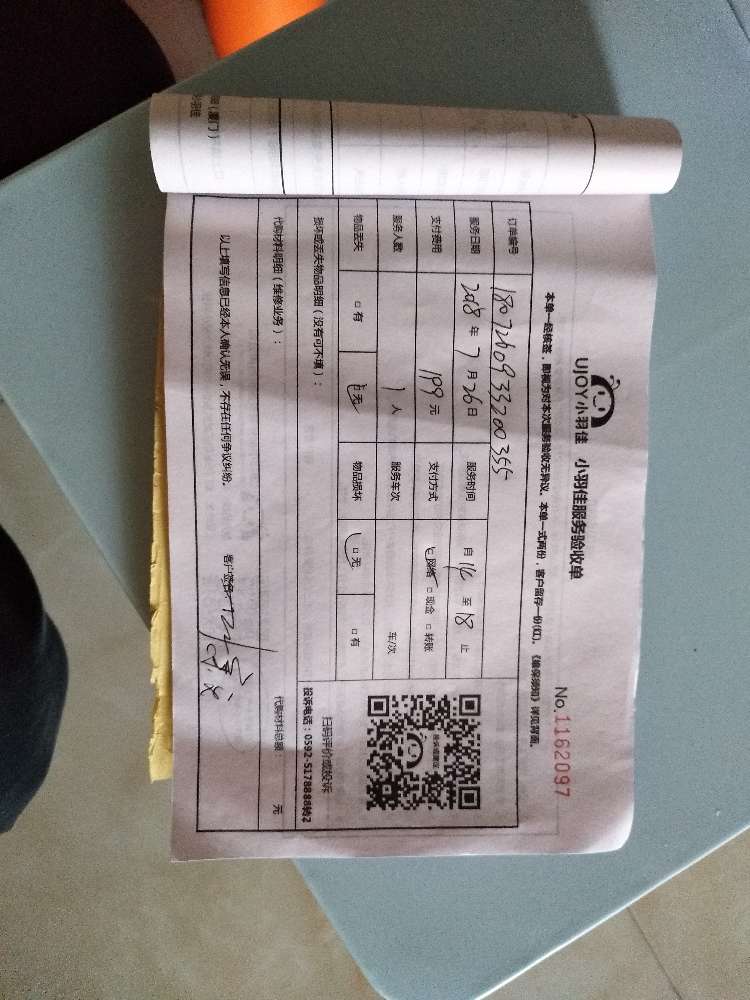 UJOY小羽佳 小羽佳服务验收单
No.1162097
本单一经核签，即视为对本次服务验收无异议。本单一式两份，客户留存一份(红)。《编保须知》详见背面。
订单编号 180726093320035
服务日期 2018 年 7 月 26 日 服务时间 自 14 至 18 止
支付费用 199 元 支付方式 网络 □ 现金 □ 转账
服务人数 1 人 服务车次 车/次
物品丢失 □ 有 □ 无 物品损坏 □ 无 □ 有
损坏或丢失物品明细（没有可不填）：
扫码评价或投诉
投诉电话：0592-5178888转2
代购材料明细（维修业务）： 代购材料总额： 元
以上填写信息已经本人确认无误，不存在任何争议纠纷。 客户签名：